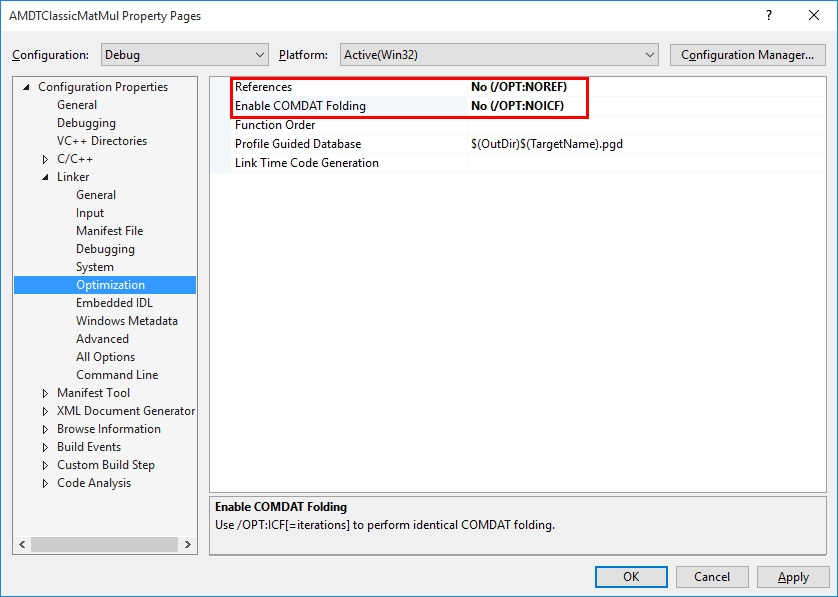 AMDTClassicMatMul Property Pages ?
Configuration: Debug Platform: Active(Win32) Configuration Manager...
Configuration Properties
General
Debugging
VC++ Directories
C/C++
Linker
General
Input
Manifest File
Debugging
System
Optimization
Embedded IDL
Windows Metadata
Advanced
All Options
Command Line
Manifest Tool
XML Document Generator
Browse Information
Build Events
Custom Build Step
Code Analysis
References No (/OPT:NOREF)
Enable COMDAT Folding No (/OPT:NOICF)
Function Order
Profile Guided Database $(OutDir)$(TargetName).pgd
Link Time Code Generation
Enable COMDAT Folding
Use /OPT:ICF[=iterations] to perform identical COMDAT folding.
OK Cancel Apply